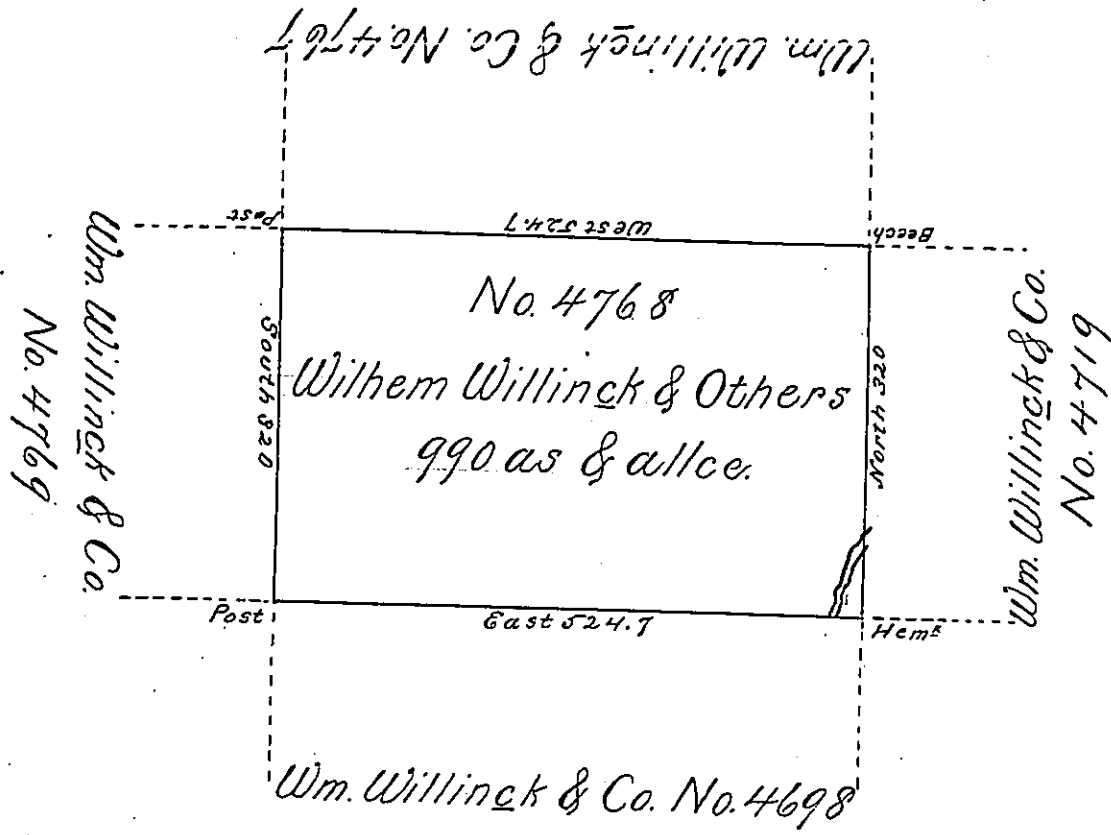 Wm. Willinck & Co. No. 4767
Post
West 524.7
Beech
Wm. Willinck & Co.
No. 4769
South 320
No. 4768
Wilhem Willinck & Others
990 as & allce.
North 320
Wm. Willinck & Co.
No. 4719
Post
East 524.7
Hemk
Wm. Willinck & Co. No. 4698